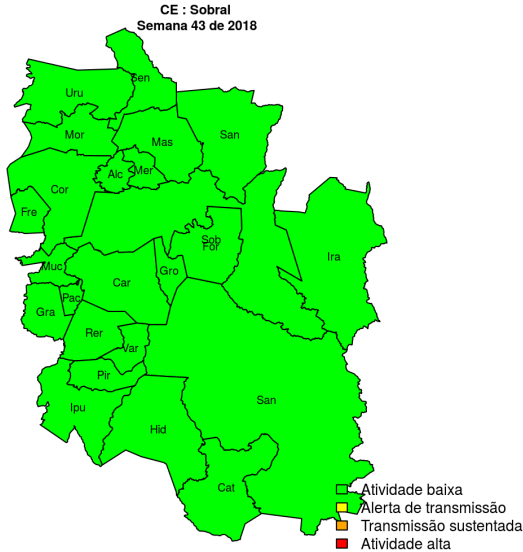 CE : Sobral
Semana 43 de 2018
Sen
Uru
Mor
Mas
San
Alc
Mer
Cor
Fre
Sob
For
Ira
Muc
Gro
Car
Pac
Gra
Rer
Var
Pir
San
Ipu
Hid
Cat
Atividade baixa
Alerta de transmissão
Transmissão sustentada
Atividade alta